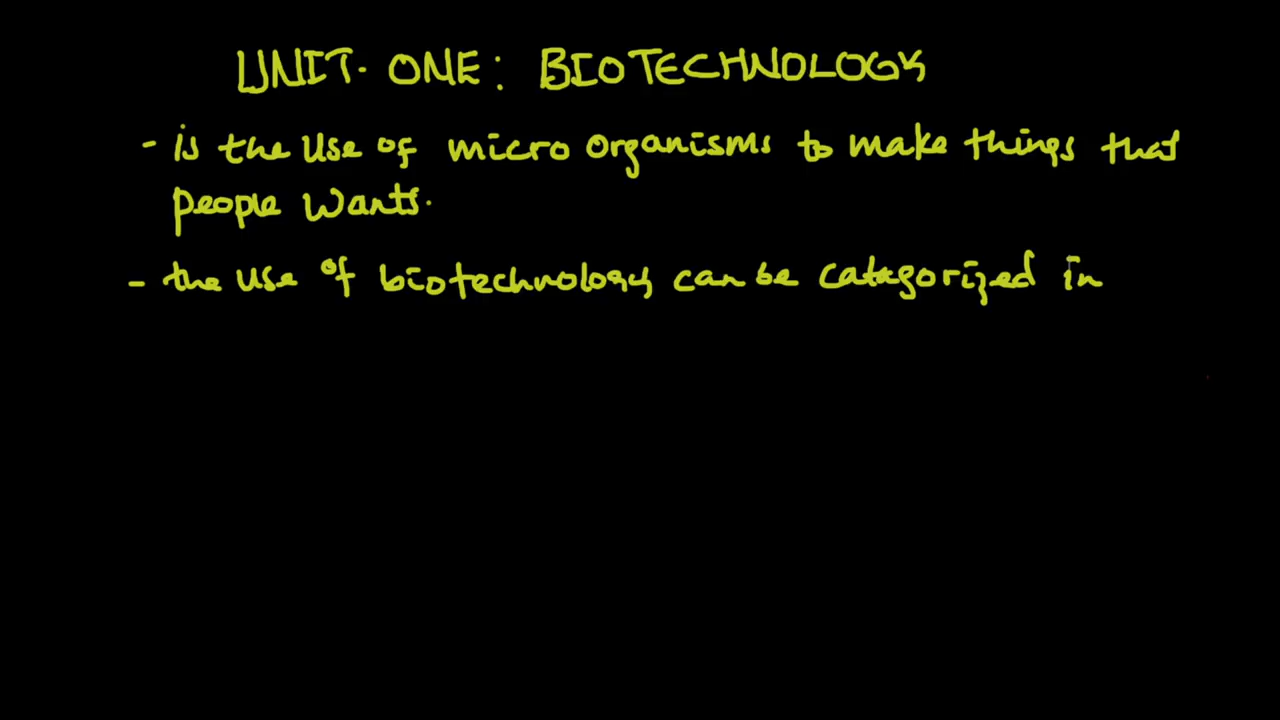 UNIT. ONE: BIOTECHNOLOGY
- is the use of micro organisms to make things that
people wants.
- the use of biotechnology can be categorized in